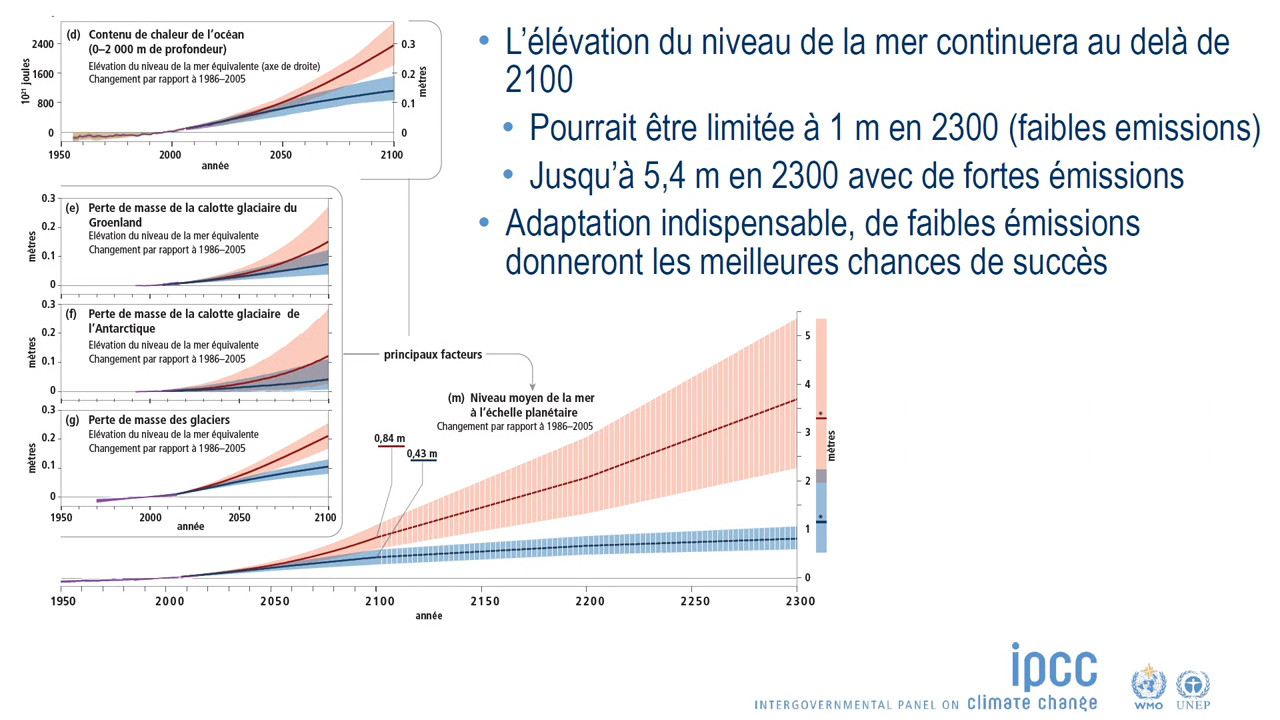 (d) Contenu de chaleur de l'océan
(0–2 000 m de profondeur)
Elévation du niveau de la mer équivalente (axe de droite)
Changement par rapport à 1986–2005
10²¹ joules
2400
1600
800
0
0.3
0.2
0.1
0
mètres
1950 2000 2050 2100
année
(e) Perte de masse de la calotte glaciaire du
Groenland
Elévation du niveau de la mer équivalente
Changement par rapport à 1986–2005
mètres
0.3
0.2
0.1
0
(f) Perte de masse de la calotte glaciaire de
l'Antarctique
Elévation du niveau de la mer équivalente
Changement par rapport à 1986–2005
mètres
0.3
0.2
0.1
0
(g) Perte de masse des glaciers
Elévation du niveau de la mer équivalente
Changement par rapport à 1986–2005
mètres
0.3
0.2
0.1
0
1950 2000 2050 2100
année
principaux facteurs
(m) Niveau moyen de la mer
à l'échelle planétaire
Changement par rapport à 1986–2005
0,84 m
0,43 m
5
4
3
2
1
0
mètres
*
*
1950 2000 2050 2100 2150 2200 2250 2300
année
• L'élévation du niveau de la mer continuera au delà de
2100
• Pourrait être limitée à 1 m en 2300 (faibles emissions)
• Jusqu'à 5,4 m en 2300 avec de fortes émissions
• Adaptation indispensable, de faibles émissions
donneront les meilleures chances de succès
ipcc
INTERGOVERNMENTAL PANEL ON climate change
WMO
UNEP